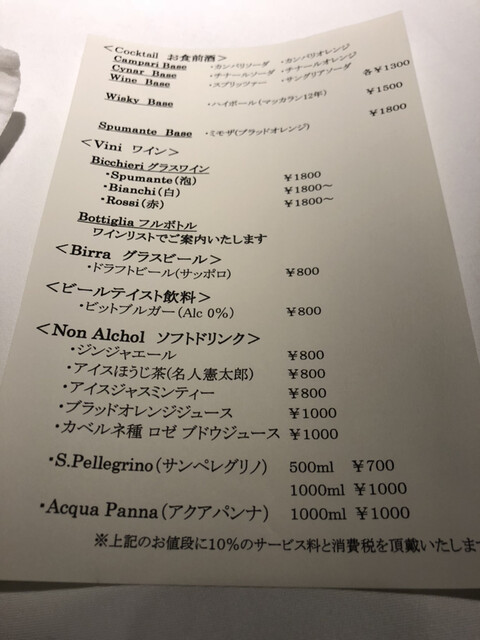 ＜Cocktail お食前酒＞
Campari Base ・カンパリソーダ ・カンパリオレンジ
Cynar Base ・チナールソーダ ・チナールオレンジ
Wine Base ・スプリッツァー ・サングリアソーダ 各￥1300
Wisky Base ・ハイボール(マッカラン12年) ￥1500
Spumante Base ・ミモザ(ブラッドオレンジ) ￥1800
＜Vini ワイン＞
Bicchieri グラスワイン
・Spumante(泡) ￥1800
・Bianchi(白) ￥1800～
・Rossi(赤) ￥1800～
Bottiglia フルボトル
ワインリストでご案内いたします
＜Birra グラスビール＞
・ドラフトビール(サッポロ) ￥800
＜ビールテイスト飲料＞
・ビットブルガー(Alc 0%) ￥800
＜Non Alchol ソフトドリンク＞
・ジンジャエール ￥800
・アイスほうじ茶(名人憲太郎) ￥800
・アイスジャスミンティー ￥800
・ブラッドオレンジジュース ￥1000
・カベルネ種 ロゼ ブドウジュース ￥1000
・S.Pellegrino(サンペレグリノ) 500ml ￥700
1000ml ￥1000
・Acqua Panna(アクアパンナ) 1000ml ￥1000
※上記のお値段に10%のサービス料と消費税を頂戴いたしま